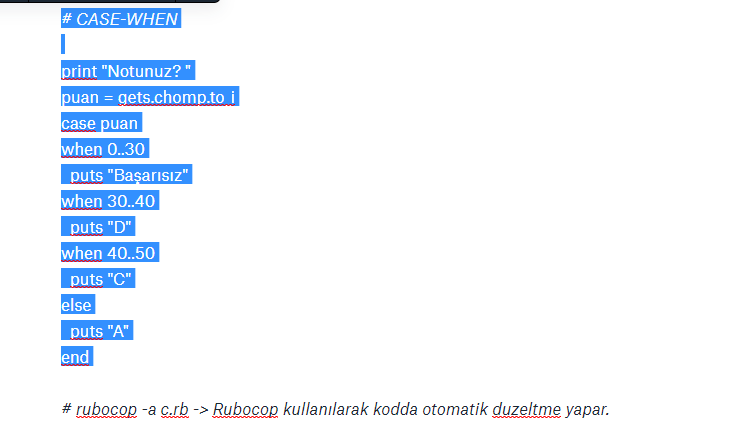 # CASE-WHEN
print "Notunuz? "
puan = gets.chomp.to_i
case puan
when 0..30
  puts "Başarısız"
when 30..40
  puts "D"
when 40..50
  puts "C"
else
  puts "A"
end
# rubocop -a c.rb -> Rubocop kullanılarak kodda otomatik duzeltme yapar.